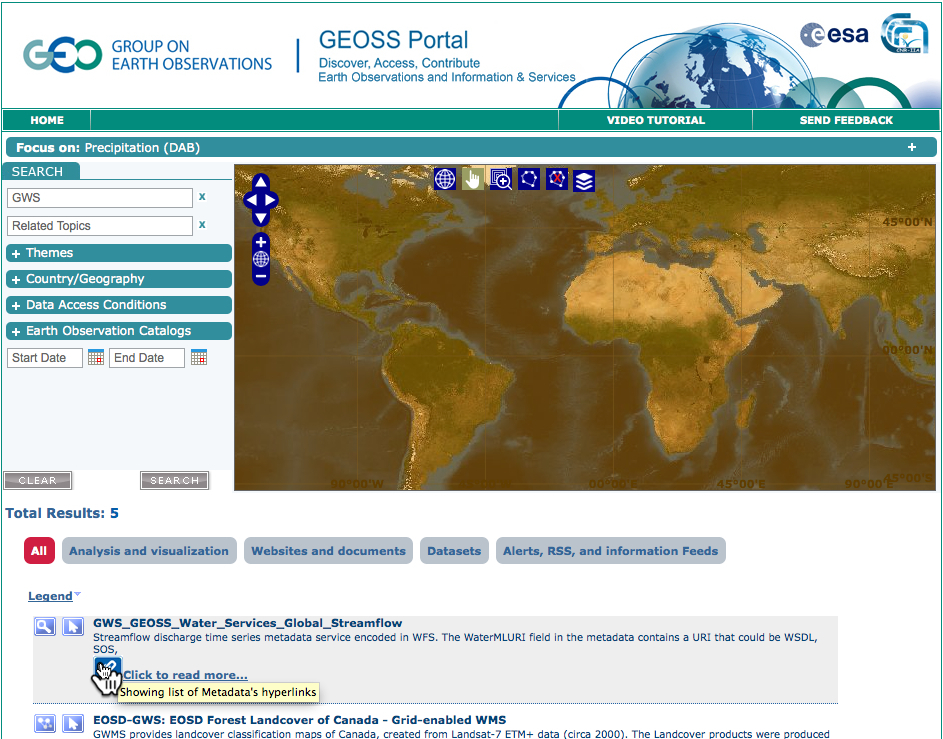 GEO GROUP ON
EARTH OBSERVATIONS
GEOSS Portal
Discover, Access, Contribute
Earth Observations and Information & Services
esa
HOME
VIDEO TUTORIAL
SEND FEEDBACK
Focus on: Precipitation (DAB)
+
SEARCH
GWS
x
Related Topics
x
+ Themes
+ Country/Geography
+ Data Access Conditions
+ Earth Observation Catalogs
Start Date
End Date
CLEAR
SEARCH
45°00'N
00°00'N
45°00'S
90°00'W
00°00'E
45°00'E
90°00'E
Total Results: 5
All
Analysis and visualization
Websites and documents
Datasets
Alerts, RSS, and information Feeds
Legend
GWS_GEOSS_Water_Services_Global_Streamflow
Streamflow discharge time series metadata service encoded in WFS. The WaterMLURI field in the metadata contains a URI that could be WSDL,
SOS,
Click to read more...
Showing list of Metadata's hyperlinks
EOSD-GWS: EOSD Forest Landcover of Canada - Grid-enabled WMS
GWMS provides landcover classification maps of Canada, created from Landsat-7 ETM+ data (circa 2000). The Landcover products were produced